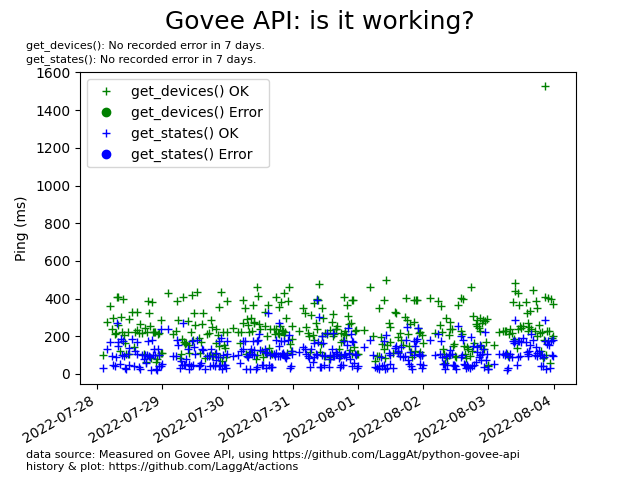 Govee API: is it working?
get_devices(): No recorded error in 7 days.
get_states(): No recorded error in 7 days.
1600
1400
1200
1000
800
600
400
200
0
Ping (ms)
get_devices() OK
get_devices() Error
get_states() OK
get_states() Error
2022-07-28
2022-07-29
2022-07-30
2022-07-31
2022-08-01
2022-08-02
2022-08-03
2022-08-04
data source: Measured on Govee API, using https://github.com/LaggAt/python-govee-api
history & plot: https://github.com/LaggAt/actions